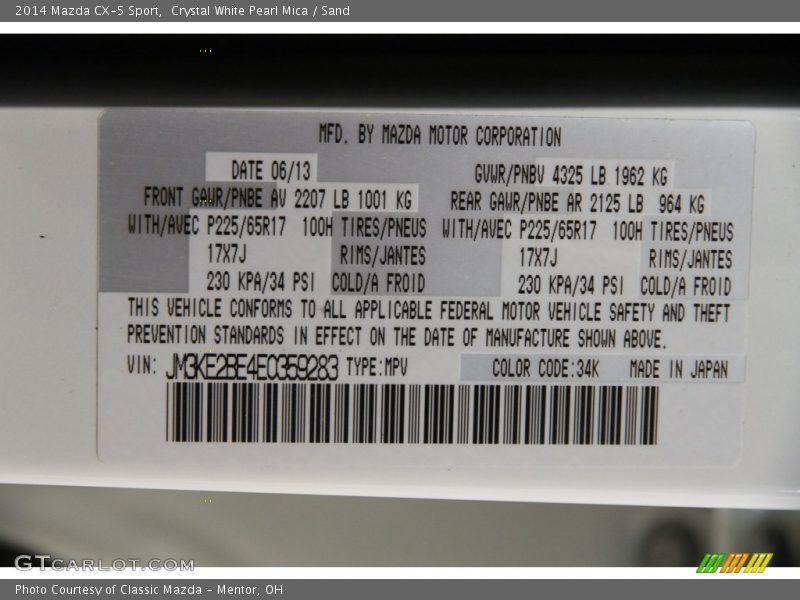 2014 Mazda CX-5 Sport,  Crystal White Pearl Mica / Sand
MFD. BY MAZDA MOTOR CORPORATION
DATE 06/13 GVWR/PNBV 4325 LB 1962 KG
FRONT GAWR/PNBE AV 2207 LB 1001 KG REAR GAWR/PNBE AR 2125 LB 964 KG
WITH/AVEC P225/65R17 100H TIRES/PNEUS WITH/AVEC P225/65R17 100H TIRES/PNEUS
17X7J RIMS/JANTES 17X7J RIMS/JANTES
230 KPA/34 PSI COLD/A FROID 230 KPA/34 PSI COLD/A FROID
THIS VEHICLE CONFORMS TO ALL APPLICABLE FEDERAL MOTOR VEHICLE SAFETY AND THEFT
PREVENTION STANDARDS IN EFFECT ON THE DATE OF MANUFACTURE SHOWN ABOVE.
VIN: JM3KE2BE4E0359283 TYPE:MPV COLOR CODE:34K MADE IN JAPAN
GTCARLOT.COM
Photo Courtesy of Classic Mazda - Mentor, OH